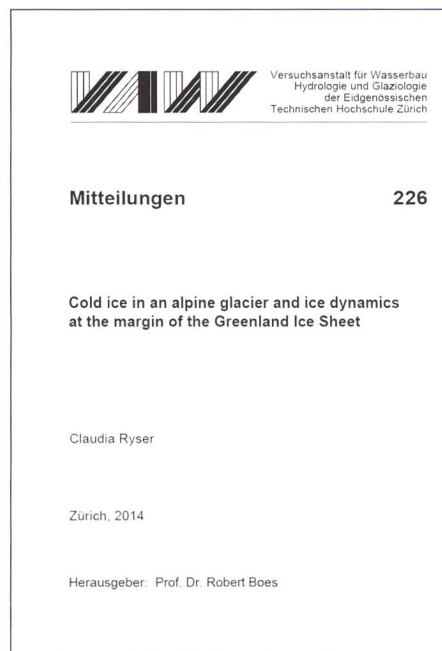 VAW
Versuchsanstalt für Wasserbau
Hydrologie und Glaziologie
der Eidgenössischen
Technischen Hochschule Zürich
Mitteilungen 226
Cold ice in an alpine glacier and ice dynamics
at the margin of the Greenland Ice Sheet
Claudia Ryser
Zürich, 2014
Herausgeber: Prof. Dr. Robert Boes